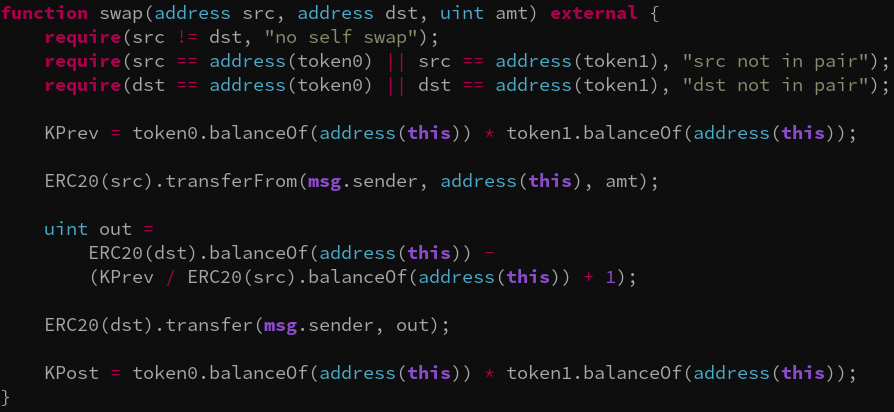 function swap(address src, address dst, uint amt) external {
    require(src != dst, "no self swap");
    require(src == address(token0) || src == address(token1), "src not in pair");
    require(dst == address(token0) || dst == address(token1), "dst not in pair");

    KPrev = token0.balanceOf(address(this)) * token1.balanceOf(address(this));

    ERC20(src).transferFrom(msg.sender, address(this), amt);

    uint out =
        ERC20(dst).balanceOf(address(this)) -
        (KPrev / ERC20(src).balanceOf(address(this)) + 1);

    ERC20(dst).transfer(msg.sender, out);

    KPost = token0.balanceOf(address(this)) * token1.balanceOf(address(this));
}